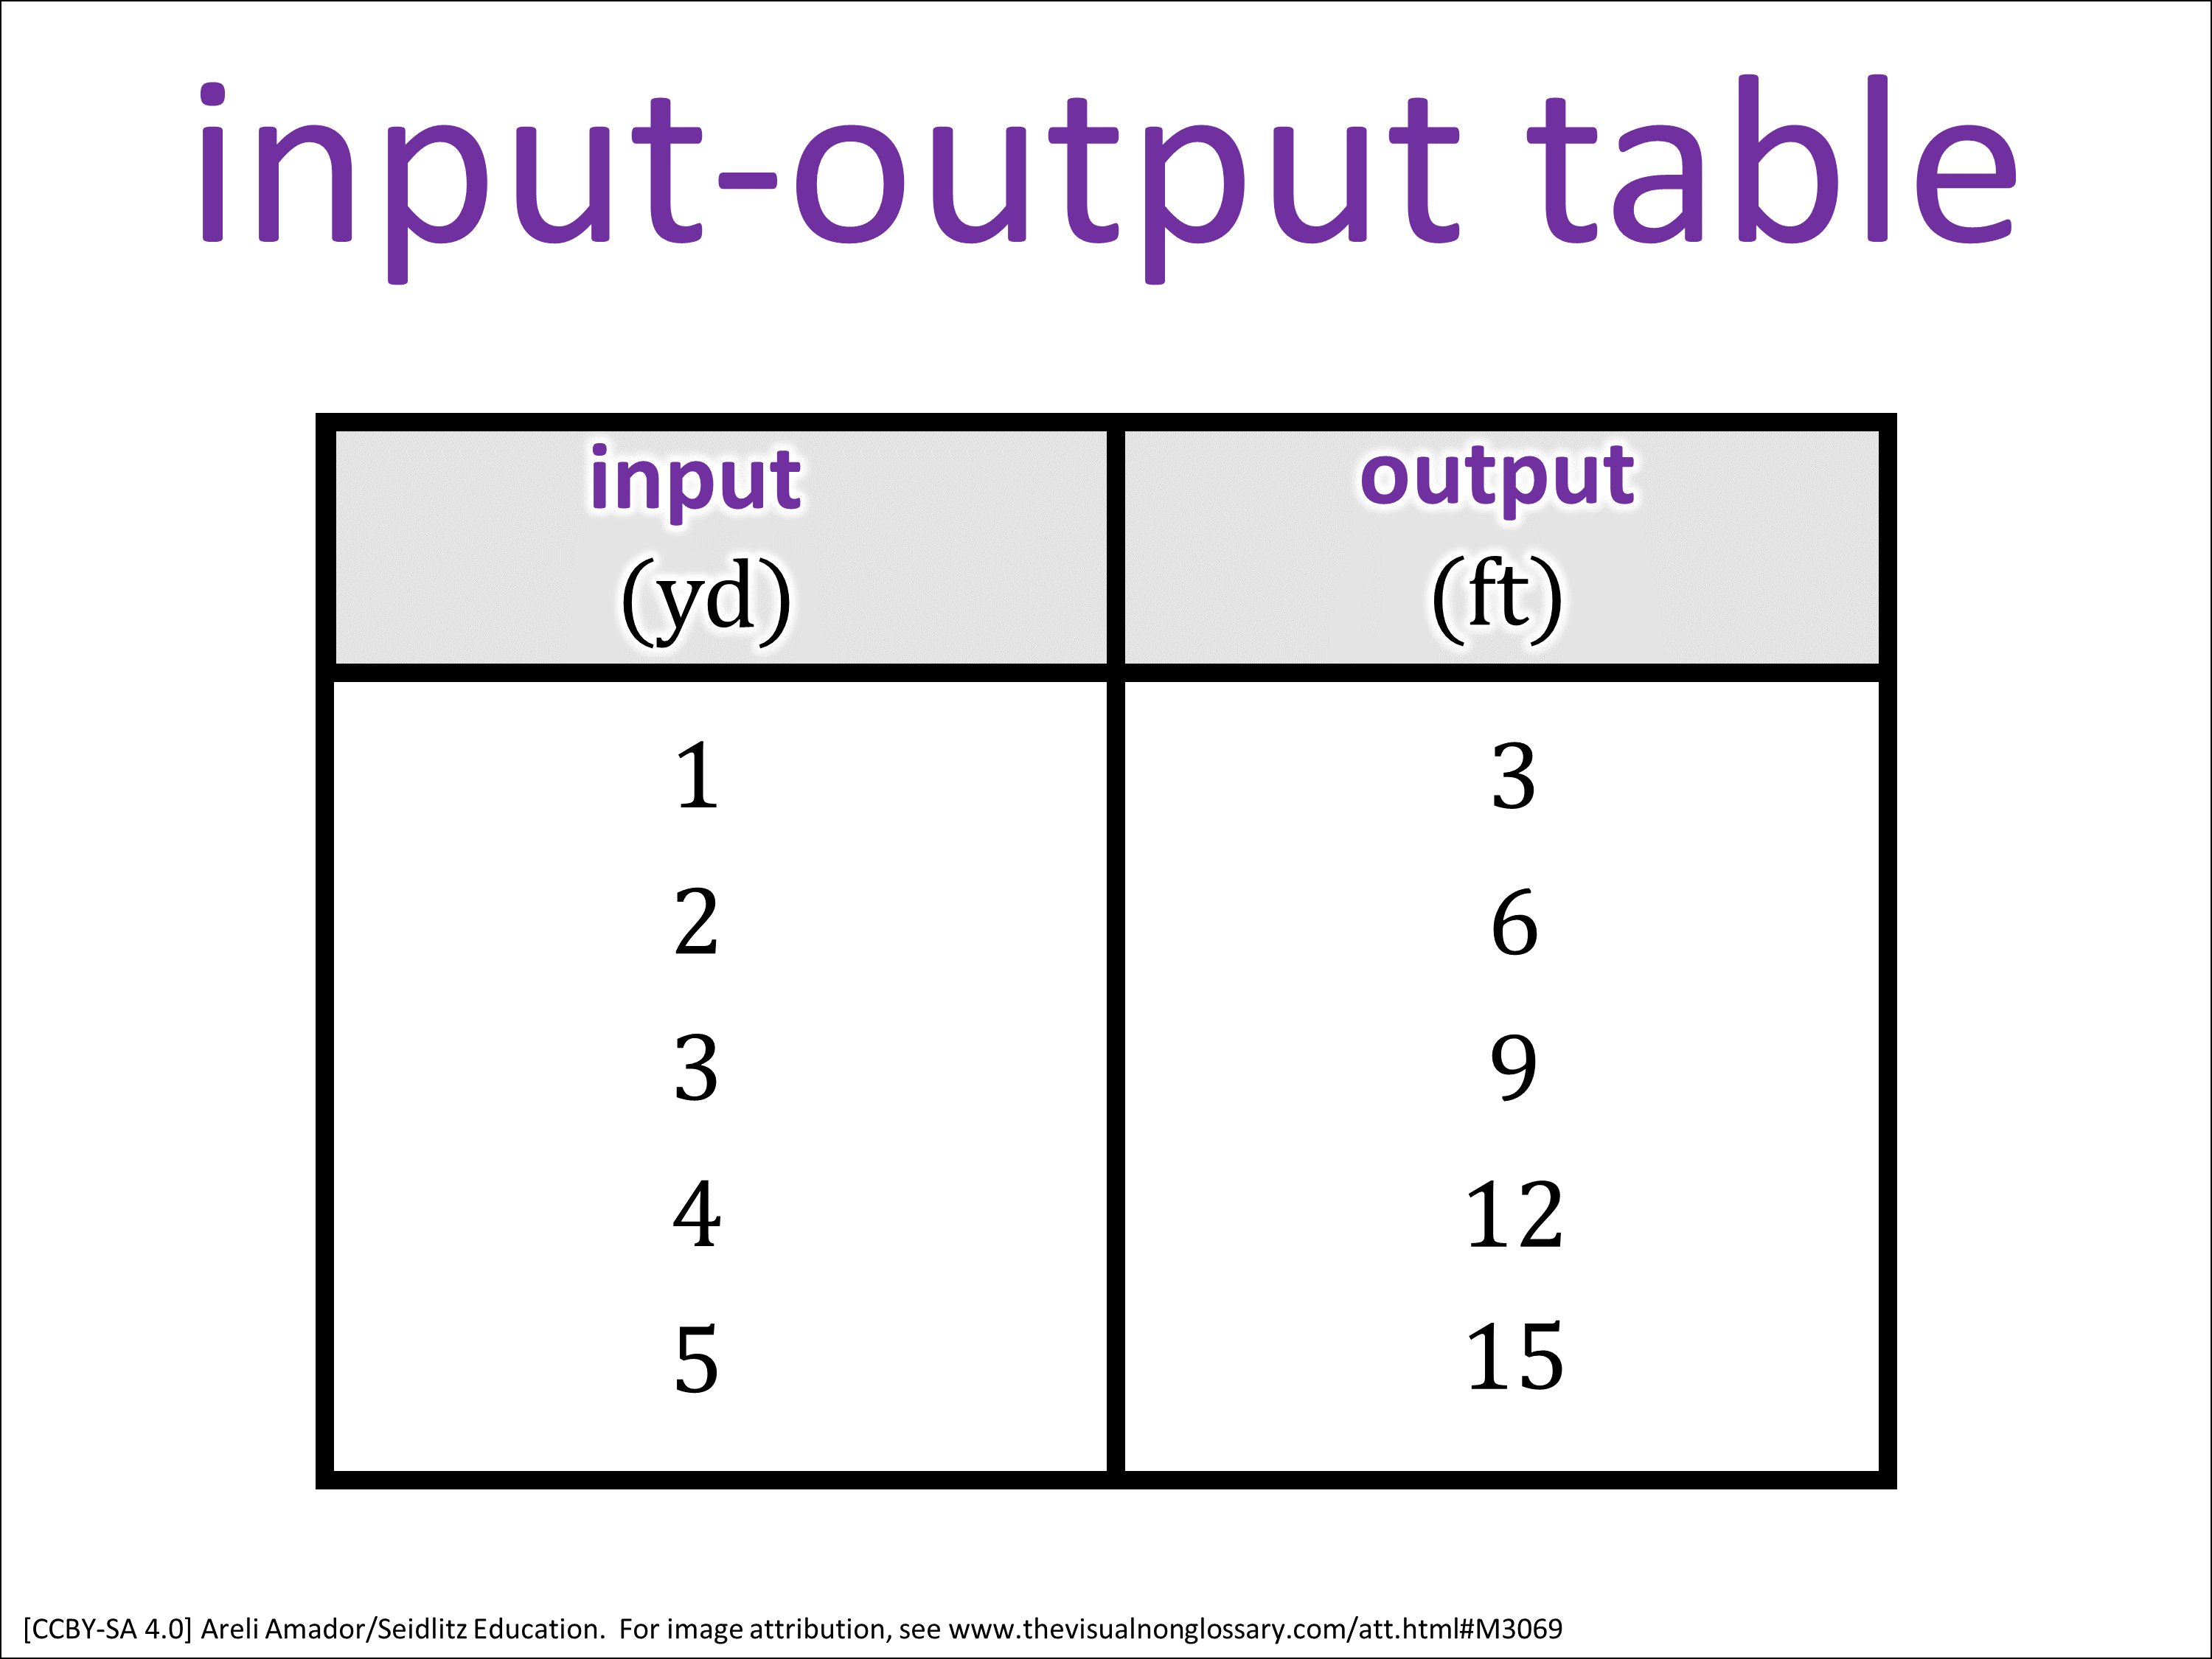 input-output table
input output
(yd) (ft)
1 3
2 6
3 9
4 12
5 15
[CCBY-SA 4.0] Areli Amador/Seidlitz Education.  For image attribution, see www.thevisualnonglossary.com/att.html#M3069